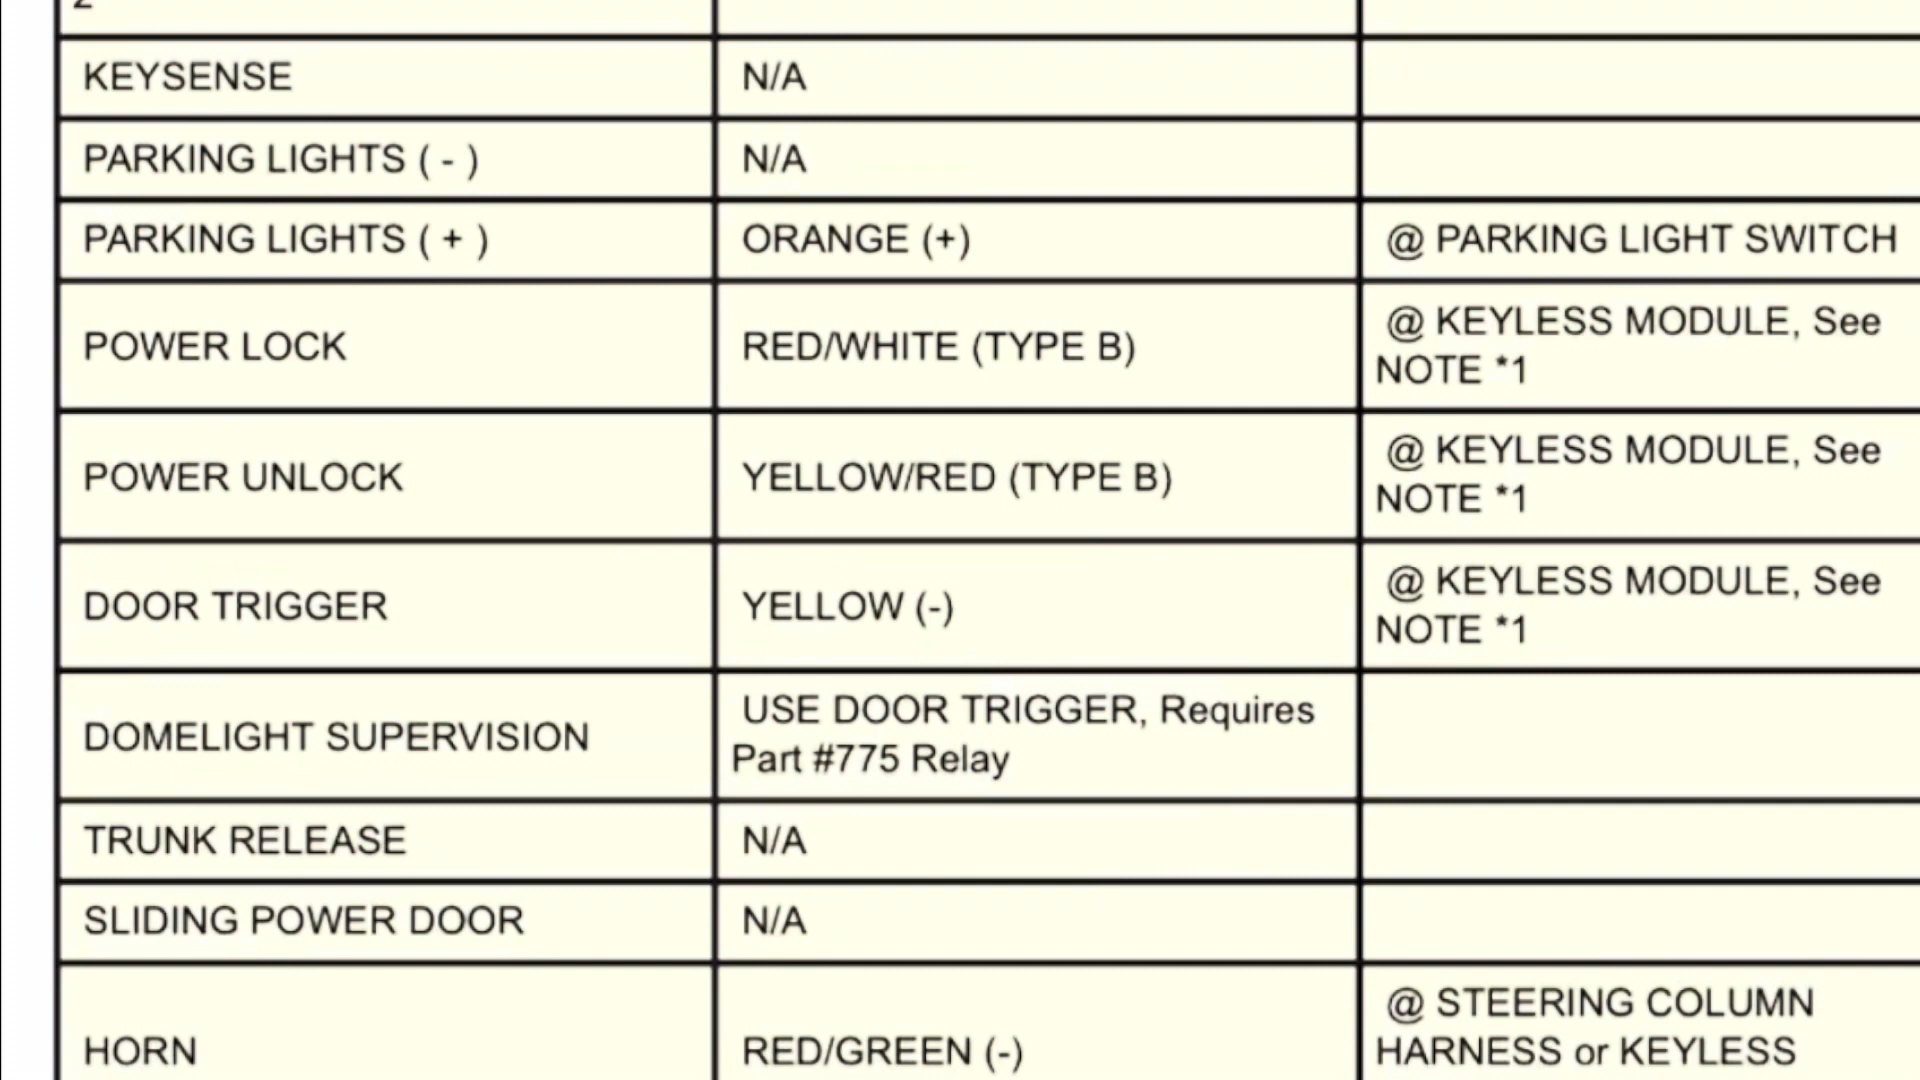 2
KEYSENSE N/A
PARKING LIGHTS ( - ) N/A
PARKING LIGHTS ( + ) ORANGE (+) @ PARKING LIGHT SWITCH
POWER LOCK RED/WHITE (TYPE B) @ KEYLESS MODULE, See
NOTE *1
POWER UNLOCK YELLOW/RED (TYPE B) @ KEYLESS MODULE, See
NOTE *1
DOOR TRIGGER YELLOW (-) @ KEYLESS MODULE, See
NOTE *1
DOMELIGHT SUPERVISION USE DOOR TRIGGER, Requires
Part #775 Relay
TRUNK RELEASE N/A
SLIDING POWER DOOR N/A
HORN RED/GREEN (-) @ STEERING COLUMN
HARNESS or KEYLESS